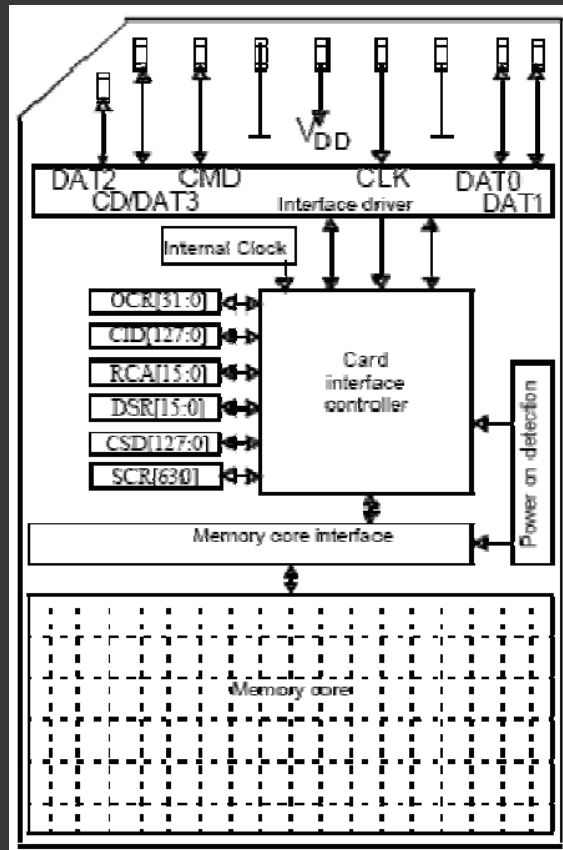 VDD
DAT2 CMD CLK DAT0
CD/DAT3 Interface driver DAT1
Internal Clock
OCR[31:0]
CID[127:0]
RCA[15:0]
DSR[15:0]
CSD[127:0]
SCR[63:0]
Card
interface
controller
Power on detection
Memory core interface
Memory core